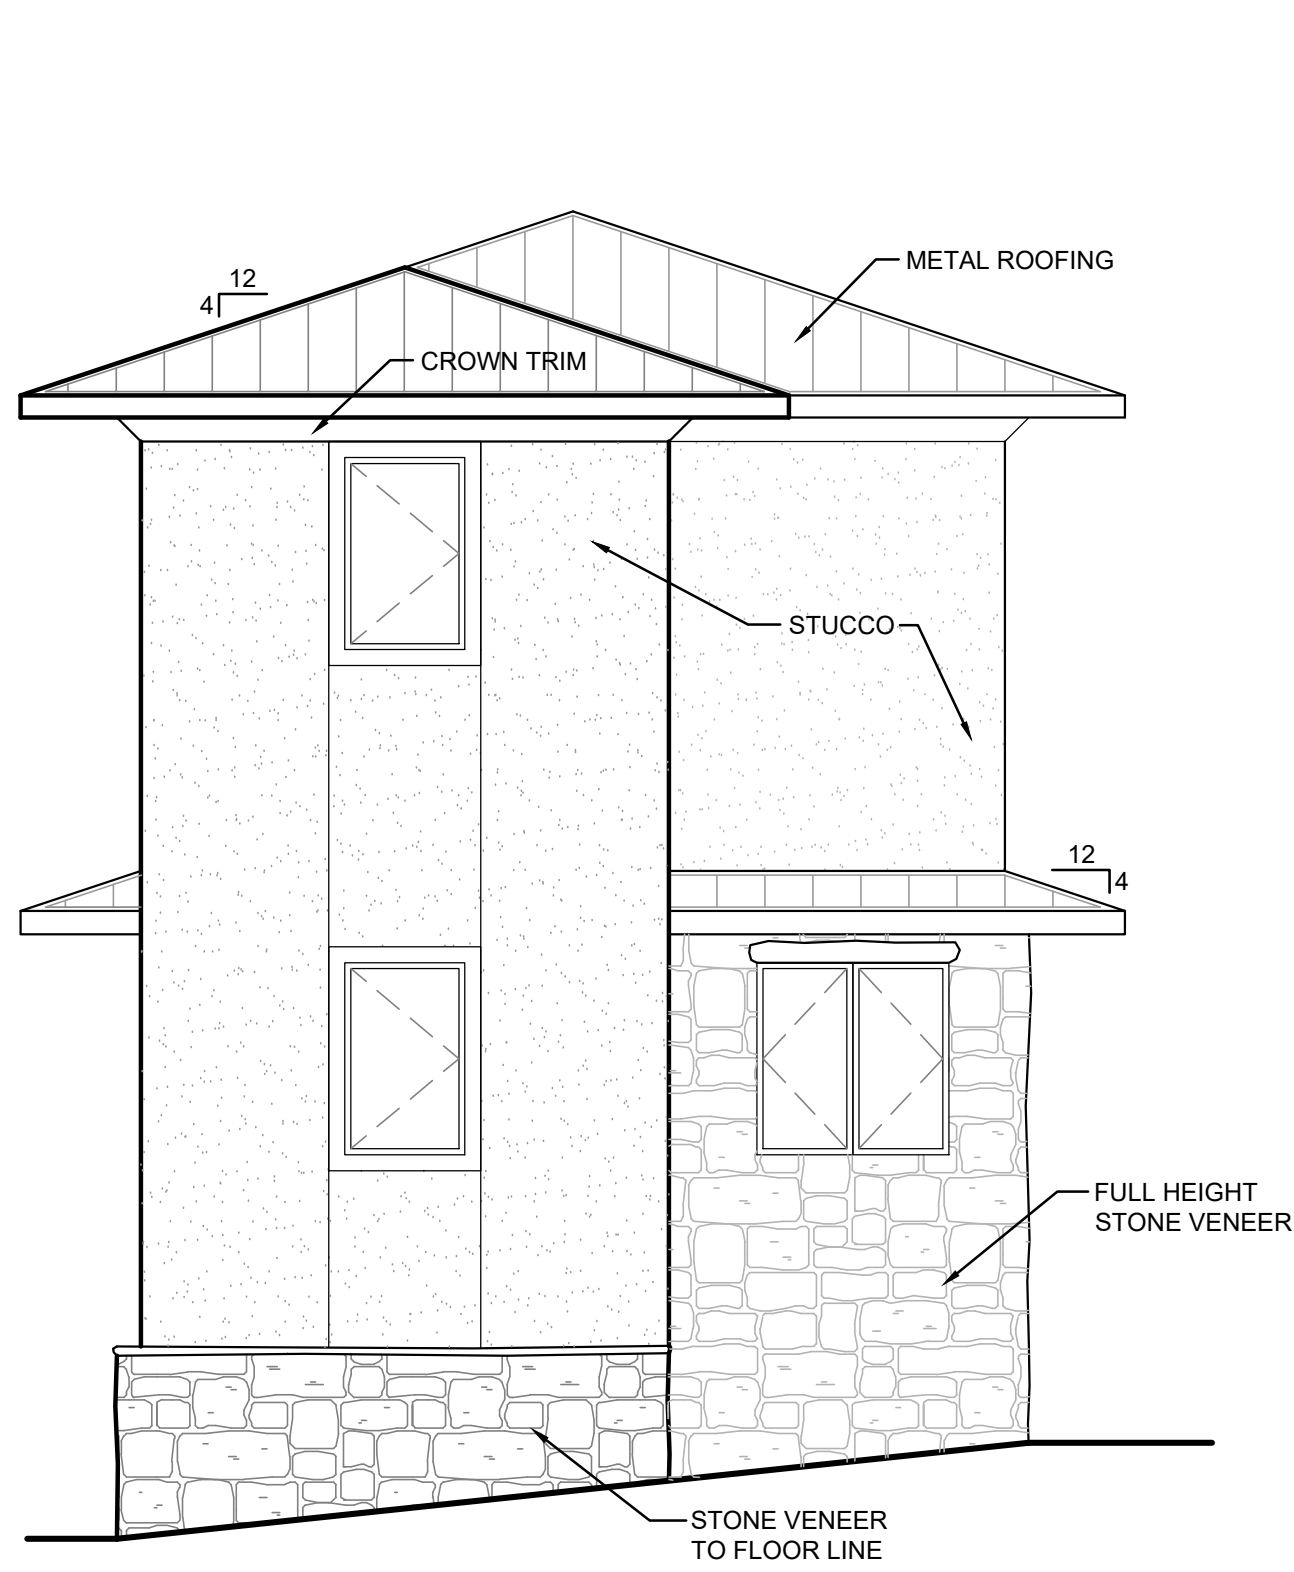 METAL ROOFING
12
4
CROWN TRIM
STUCCO
12
4
FULL HEIGHT
STONE VENEER
STONE VENEER
TO FLOOR LINE